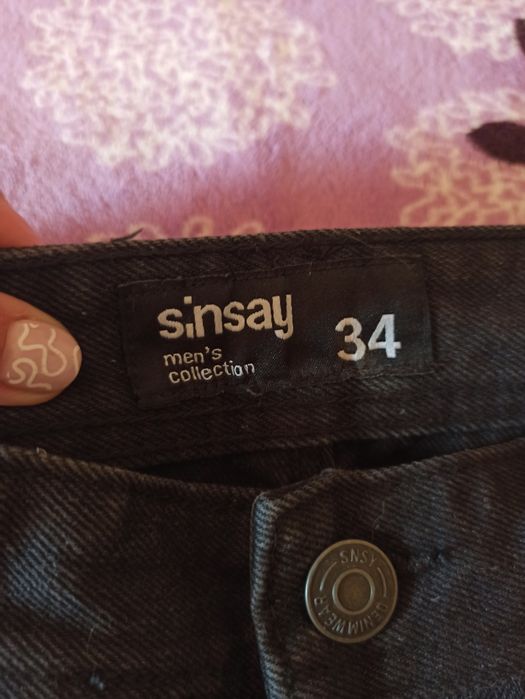 sinsay
men's
collection
34
SNSY
DENIM WEAR